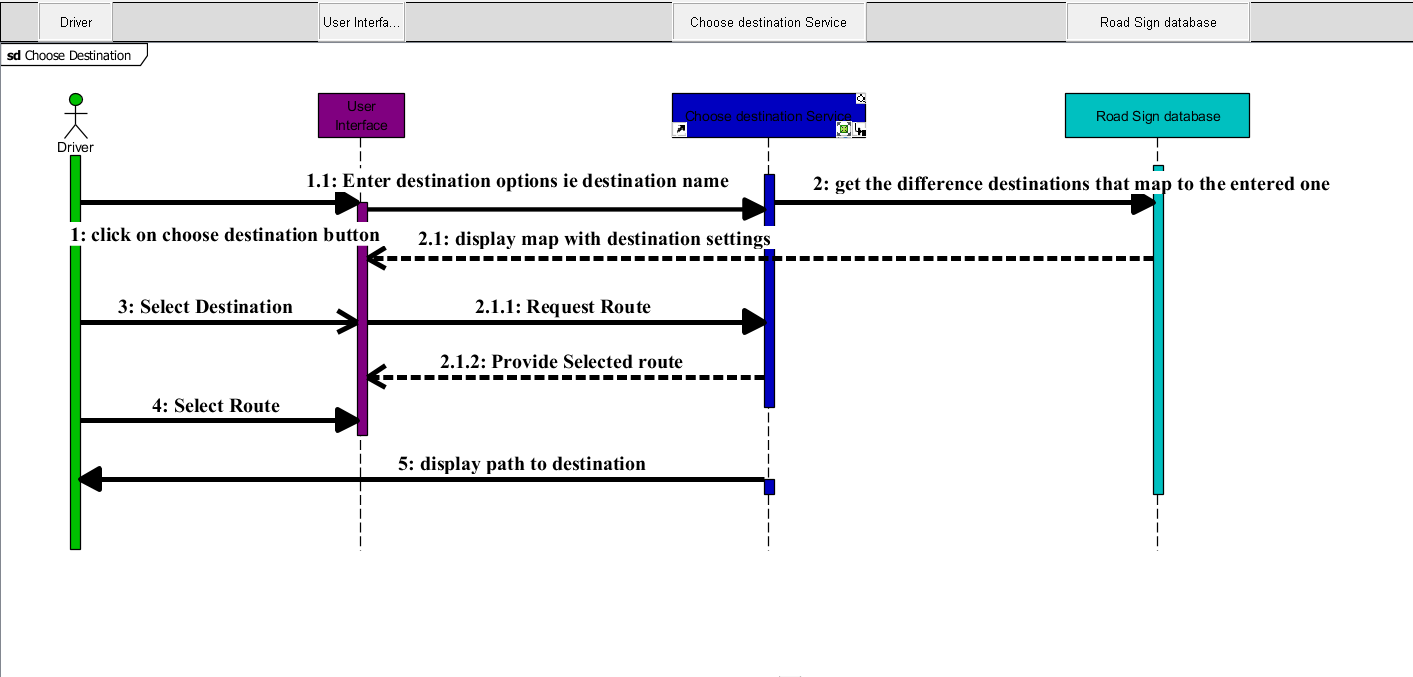 Driver
User Interfa...
Choose destination Service
Road Sign database
sd Choose Destination
User
Interface
Choose destination Service
Road Sign database
Driver
1.1: Enter destination options ie destination name
2: get the difference destinations that map to the entered one
1: click on choose destination button
2.1: display map with destination settings
3: Select Destination
2.1.1: Request Route
2.1.2: Provide Selected route
4: Select Route
5: display path to destination